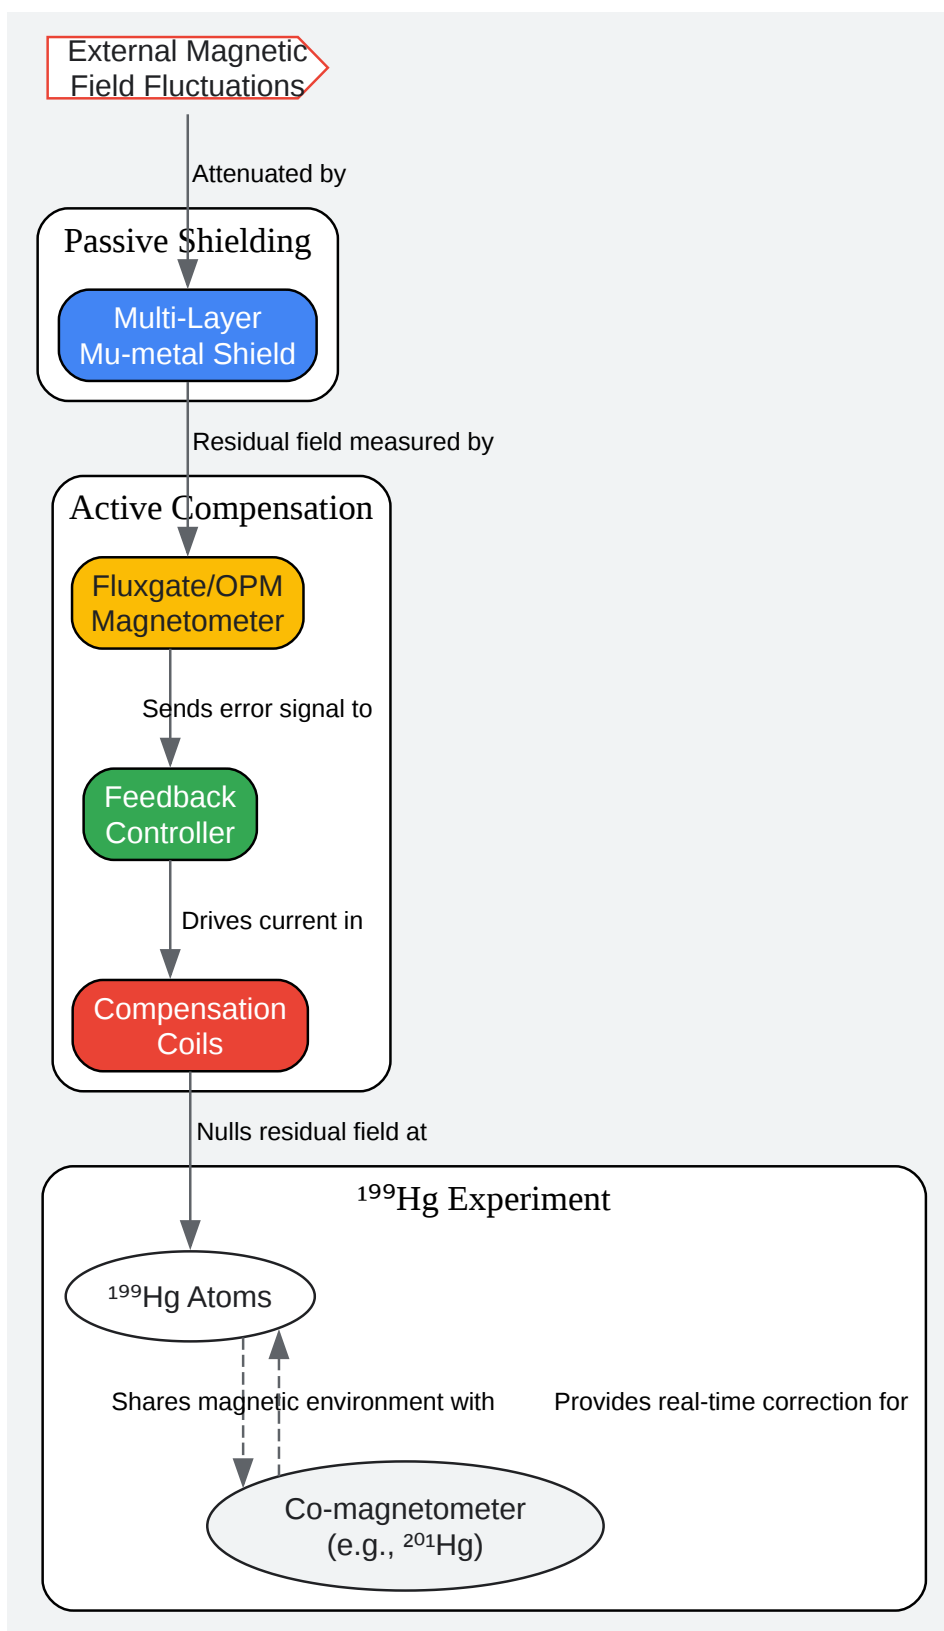 External Magnetic
Field Fluctuations
Attenuated by
Passive Shielding
Multi-Layer
Mu-metal Shield
Residual field measured by
Active Compensation
Fluxgate/OPM
Magnetometer
Sends error signal to
Feedback
Controller
Drives current in
Compensation
Coils
Nulls residual field at
¹⁹⁹Hg Experiment
¹⁹⁹Hg Atoms
Shares magnetic environment with
Provides real-time correction for
Co-magnetometer
(e.g., ²⁰¹Hg)